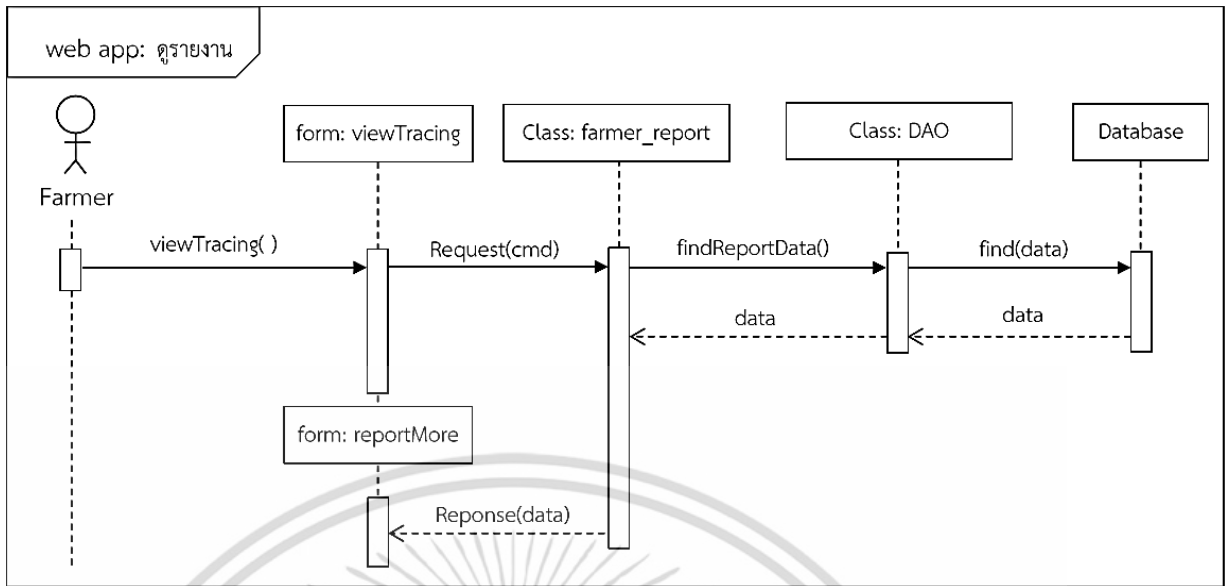 web app: ดูรายงาน
form: viewTracing
Class: farmer_report
Class: DAO
Database
Farmer
viewTracing( )
Request(cmd)
findReportData()
find(data)
data
data
form: reportMore
Reponse(data)